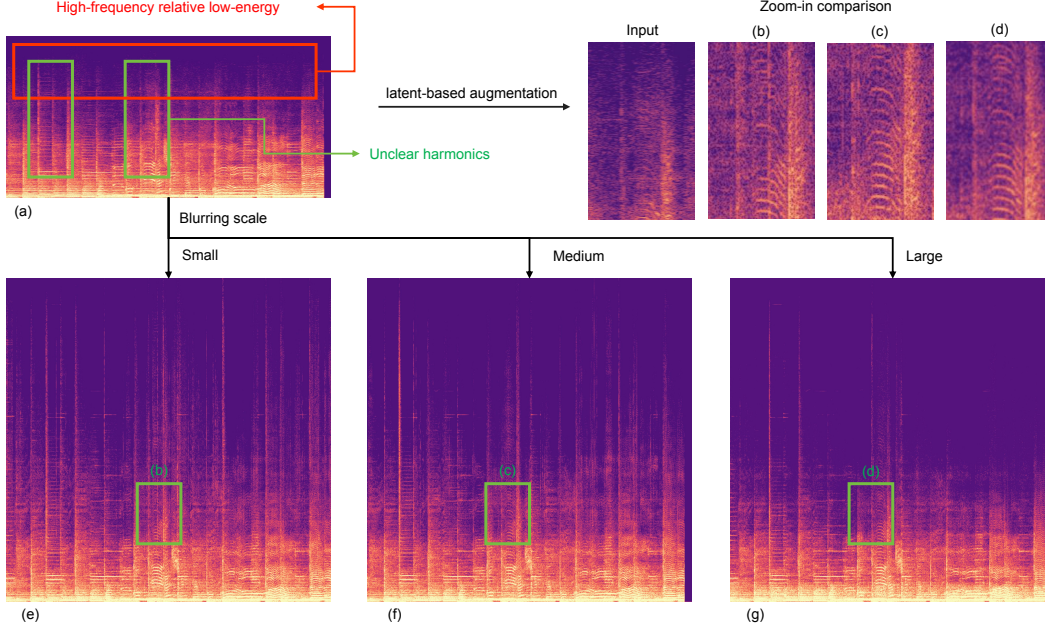 High-frequency relative low-energy
Zoom-in comparison
Input
(b)
(c)
(d)
latent-based augmentation
Unclear harmonics
(a)
Blurring scale
Small
Medium
Large
(b)
(c)
(d)
(e)
(f)
(g)